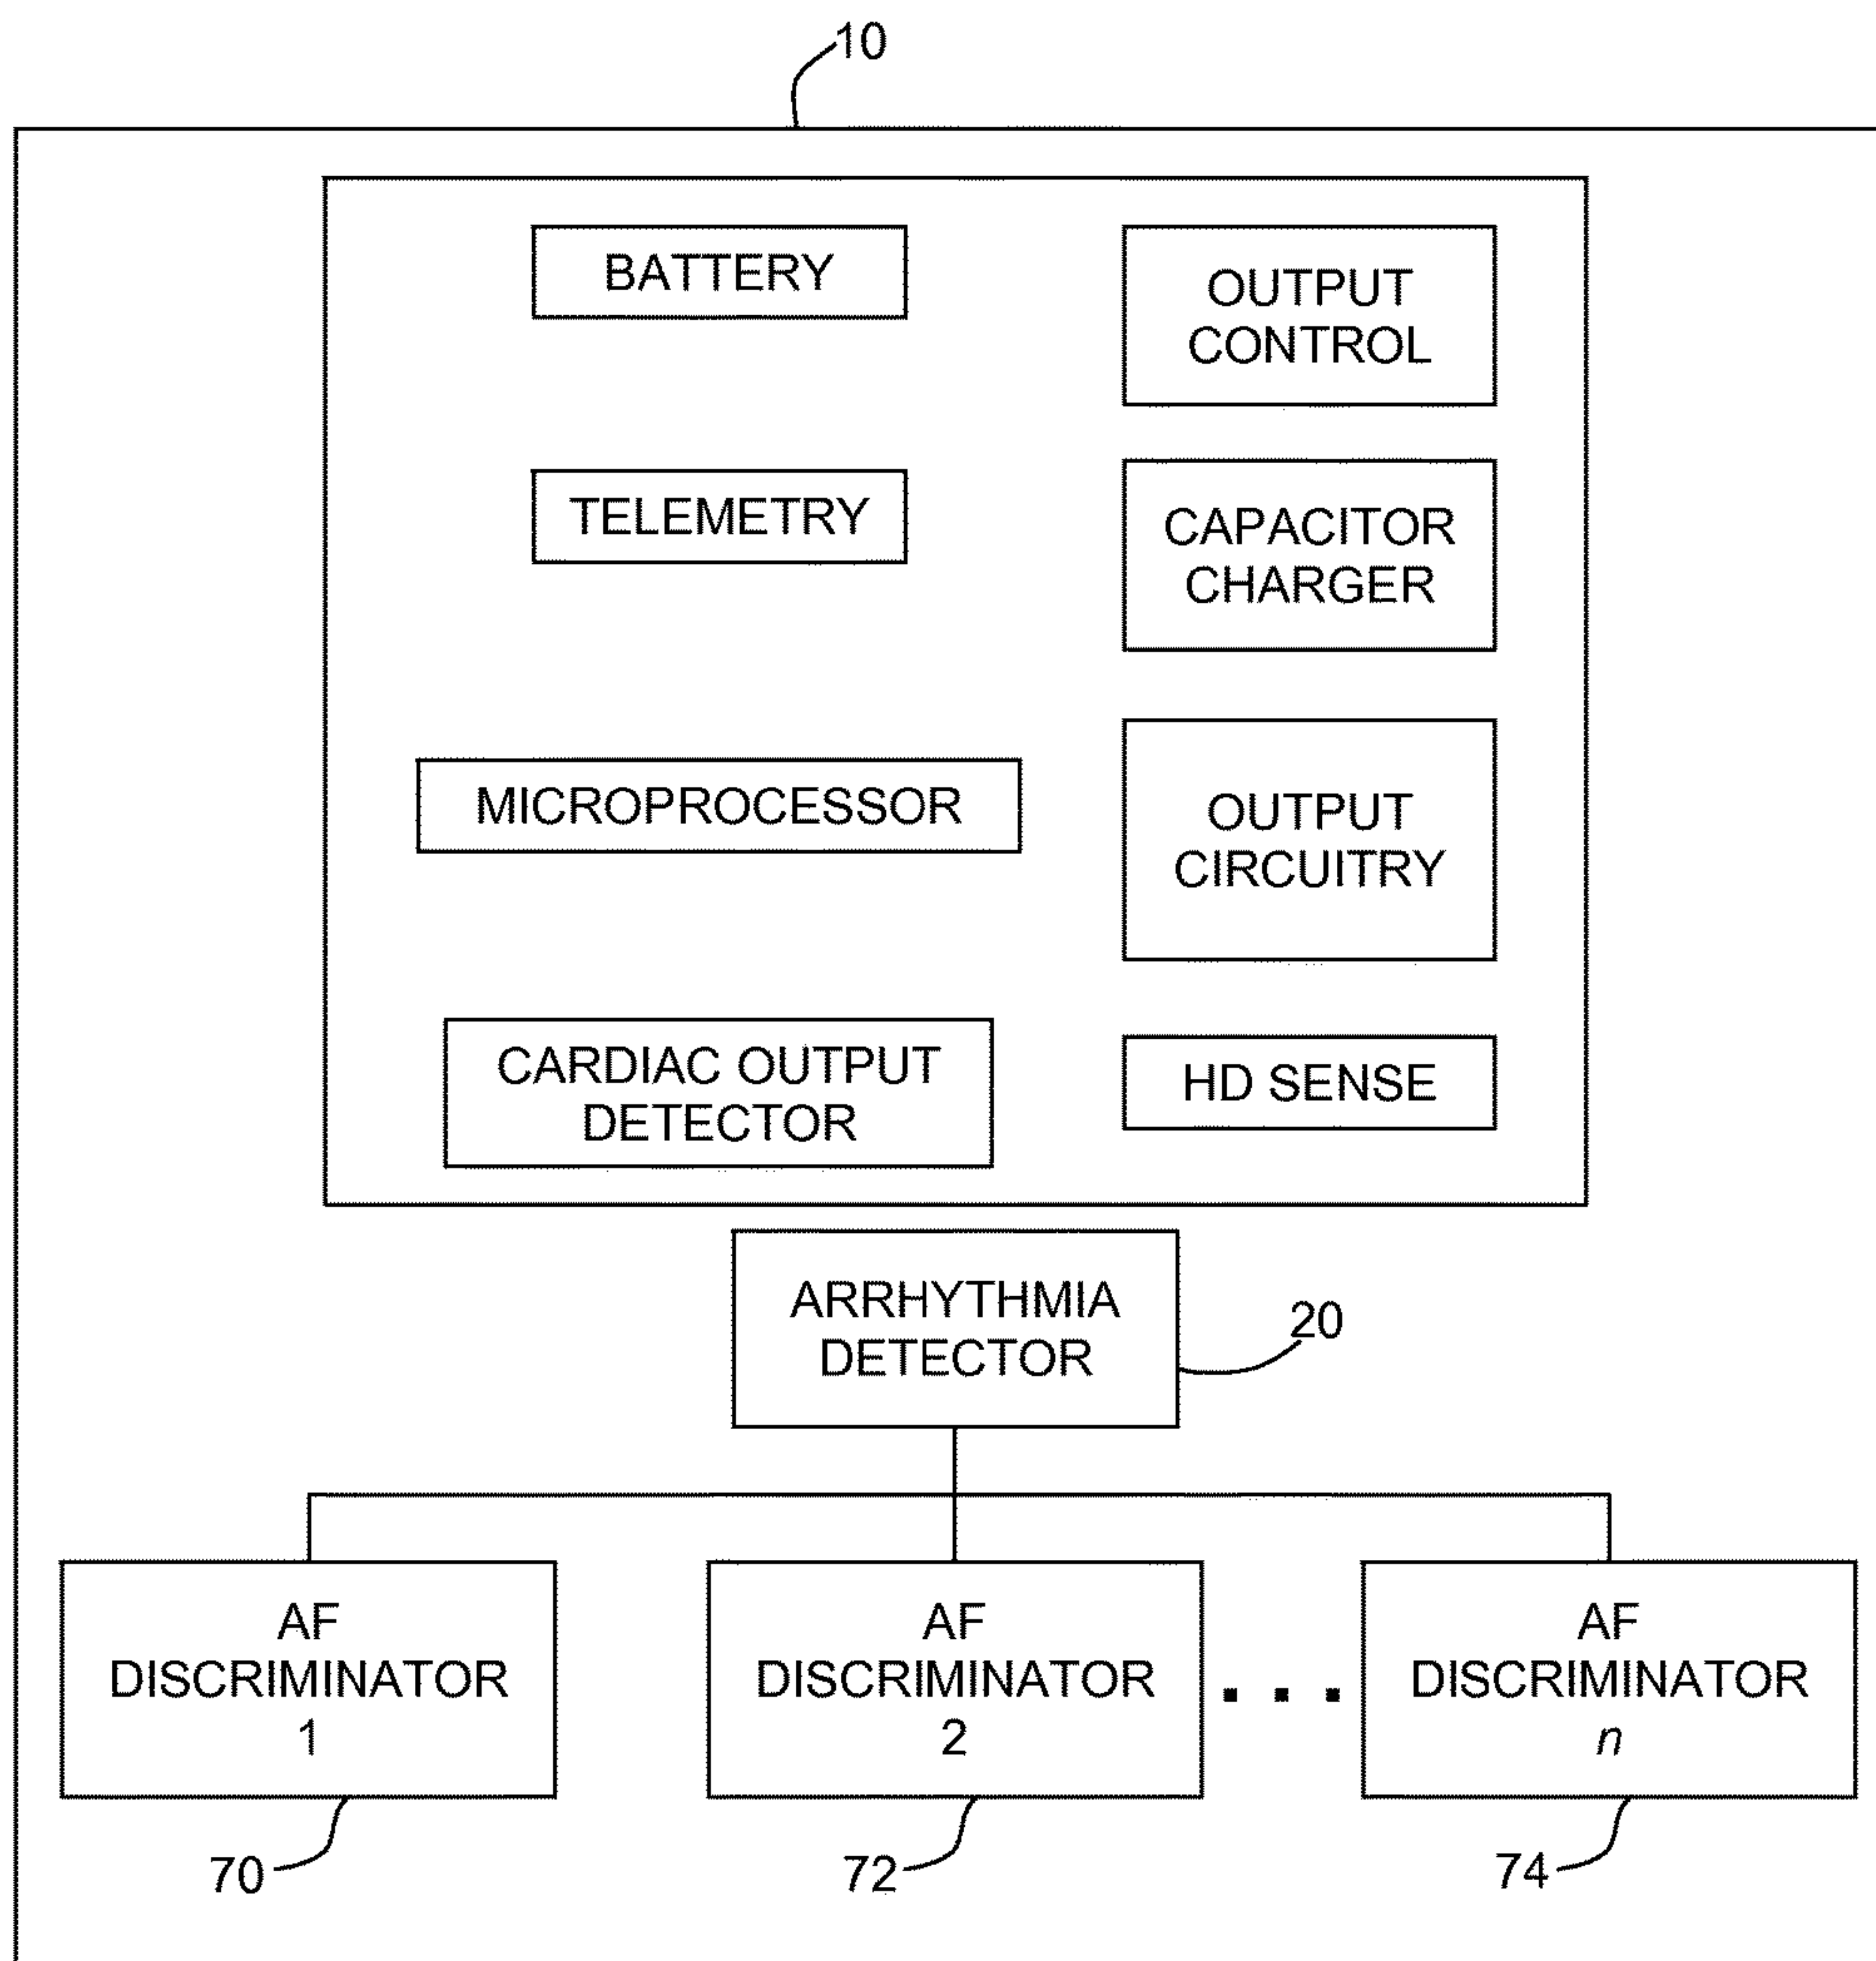 10
BATTERY
OUTPUT
CONTROL
TELEMETRY
CAPACITOR
CHARGER
MICROPROCESSOR
OUTPUT
CIRCUITRY
CARDIAC OUTPUT
DETECTOR
HD SENSE
ARRHYTHMIA
DETECTOR
20
AF
DISCRIMINATOR
1
AF
DISCRIMINATOR
2
. . .
AF
DISCRIMINATOR
n
70
72
74